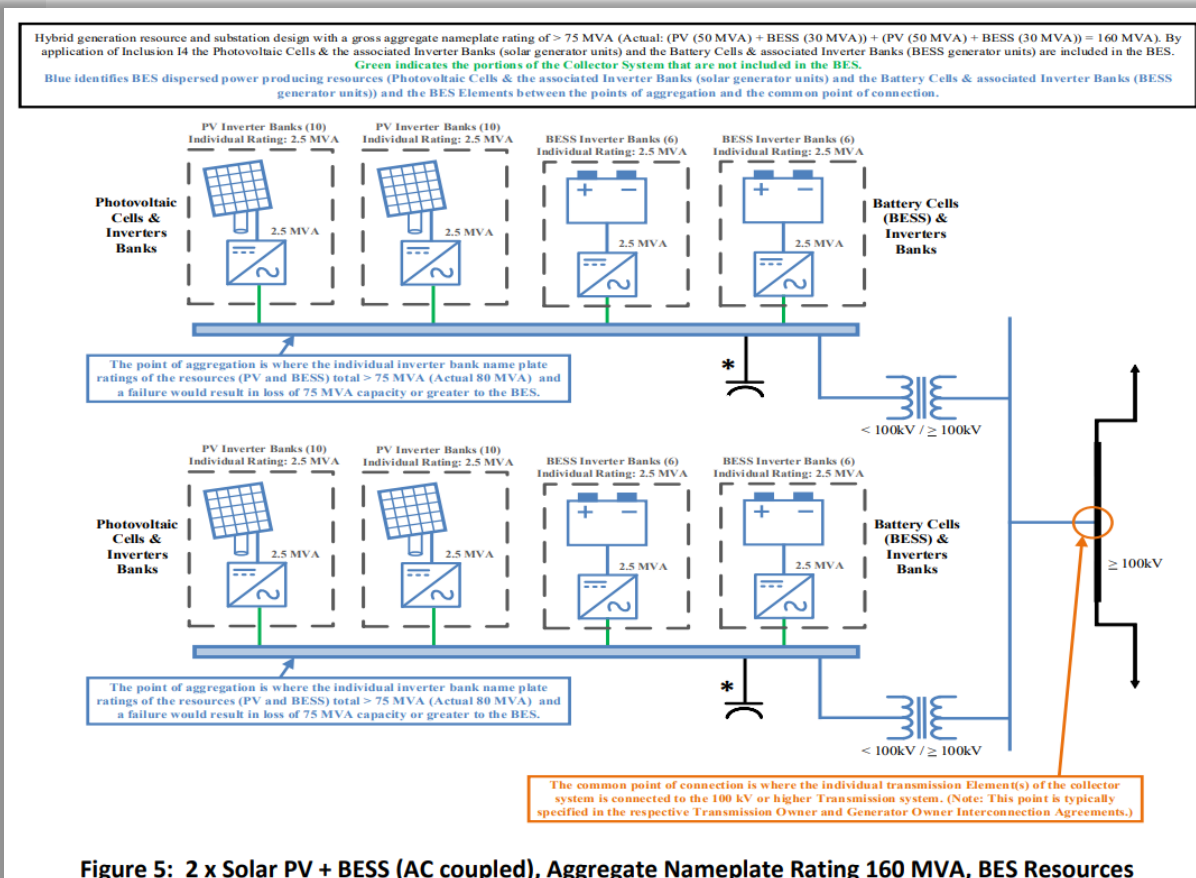 Hybrid generation resource and substation design with a gross aggregate nameplate rating of > 75 MVA (Actual: (PV (50 MVA) + BESS (30 MVA)) + (PV (50 MVA) + BESS (30 MVA)) = 160 MVA). By
application of Inclusion I4 the Photovoltaic Cells & the associated Inverter Banks (solar generator units) and the Battery Cells & associated Inverter Banks (BESS generator units) are included in the BES.
Green indicates the portions of the Collector System that are not included in the BES.
Blue identifies BES dispersed power producing resources (Photovoltaic Cells & the associated Inverter Banks (solar generator units) and the Battery Cells & associated Inverter Banks (BESS
generator units)) and the BES Elements between the points of aggregation and the common point of connection.
PV Inverter Banks (10)
Individual Rating: 2.5 MVA
PV Inverter Banks (10)
Individual Rating: 2.5 MVA
BESS Inverter Banks (6)
Individual Rating: 2.5 MVA
BESS Inverter Banks (6)
Individual Rating: 2.5 MVA
Photovoltaic
Cells &
Inverters
Banks
2.5 MVA
2.5 MVA
+ −
2.5 MVA
+ −
2.5 MVA
Battery Cells
(BESS) &
Inverters
Banks
The point of aggregation is where the individual inverter bank name plate
ratings of the resources (PV and BESS) total > 75 MVA (Actual 80 MVA) and
a failure would result in loss of 75 MVA capacity or greater to the BES.
*
< 100kV / ≥ 100kV
PV Inverter Banks (10)
Individual Rating: 2.5 MVA
PV Inverter Banks (10)
Individual Rating: 2.5 MVA
BESS Inverter Banks (6)
Individual Rating: 2.5 MVA
BESS Inverter Banks (6)
Individual Rating: 2.5 MVA
Photovoltaic
Cells &
Inverters
Banks
2.5 MVA
2.5 MVA
+ −
2.5 MVA
+ −
2.5 MVA
Battery Cells
(BESS) &
Inverters
Banks
≥ 100kV
The point of aggregation is where the individual inverter bank name plate
ratings of the resources (PV and BESS) total > 75 MVA (Actual 80 MVA) and
a failure would result in loss of 75 MVA capacity or greater to the BES.
*
< 100kV / ≥ 100kV
The common point of connection is where the individual transmission Element(s) of the collector
system is connected to the 100 kV or higher Transmission system. (Note: This point is typically
specified in the respective Transmission Owner and Generator Owner Interconnection Agreements.)
Figure 5: 2 x Solar PV + BESS (AC coupled), Aggregate Nameplate Rating 160 MVA, BES Resources